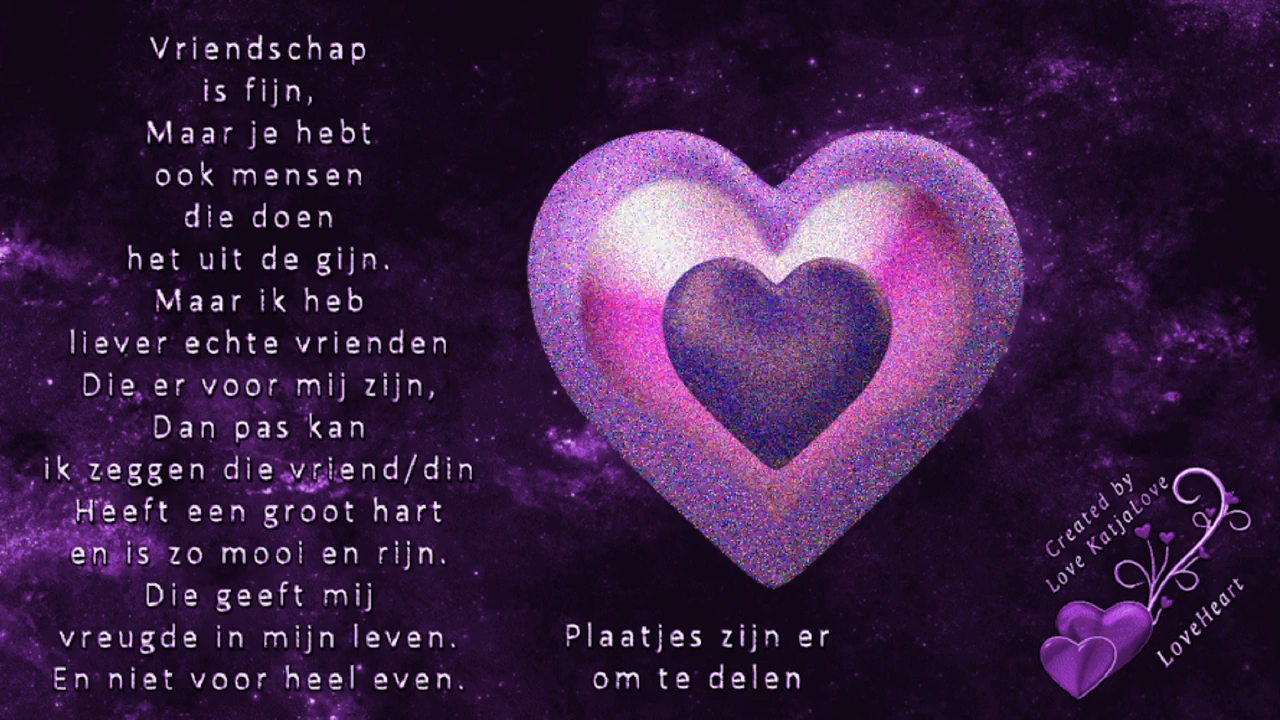 Vriendschap
is fijn,
Maar je hebt
ook mensen
die doen
het uit de gijn.
Maar ik heb
liever echte vrienden
Die er voor mij zijn,
Dan pas kan
ik zeggen die vriend/din
Heeft een groot hart
en is zo mooi en rijn.
Die geeft mij
vreugde in mijn leven.
En niet voor heel even.
Plaatjes zijn er
om te delen
Created by
Love KatjaLove
LoveHeart